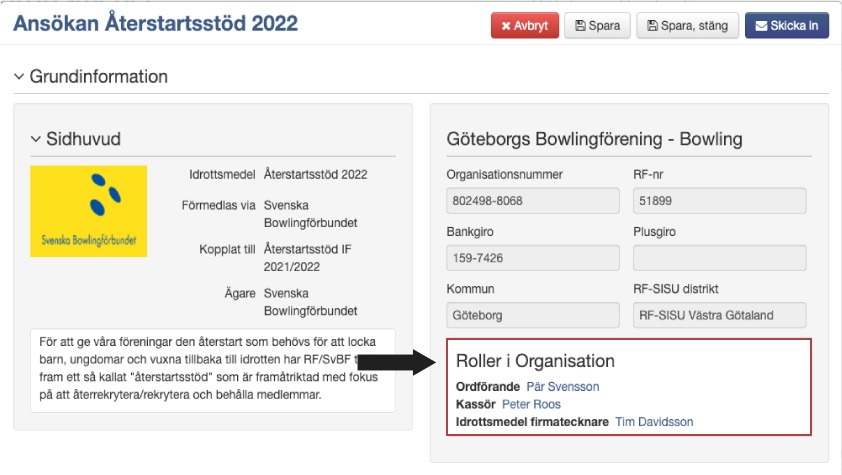 Ansökan Återstartsstöd 2022
Avbryt
Spara
Spara, stäng
Skicka in
Grundinformation
Sidhuvud
Svenska Bowlingförbundet
Idrottsmedel Återstartsstöd 2022
Förmedlas via Svenska
Bowlingförbundet
Kopplat till Återstartsstöd IF
2021/2022
Ägare Svenska
Bowlingförbundet
För att ge våra föreningar den återstart som behövs för att locka
barn, ungdomar och vuxna tillbaka till idrotten har RF/SvBF
fram ett så kallat "återstartsstöd" som är framåtriktad med fokus
på att återrekrytera/rekrytera och behålla medlemmar.
Göteborgs Bowlingförening - Bowling
Organisationsnummer RF-nr
802498-8068 51899
Bankgiro Plusgiro
159-7426
Kommun RF-SISU distrikt
Göteborg RF-SISU Västra Götaland
Roller i Organisation
Ordförande Pär Svensson
Kassör Peter Roos
Idrottsmedel firmatecknare Tim Davidsson